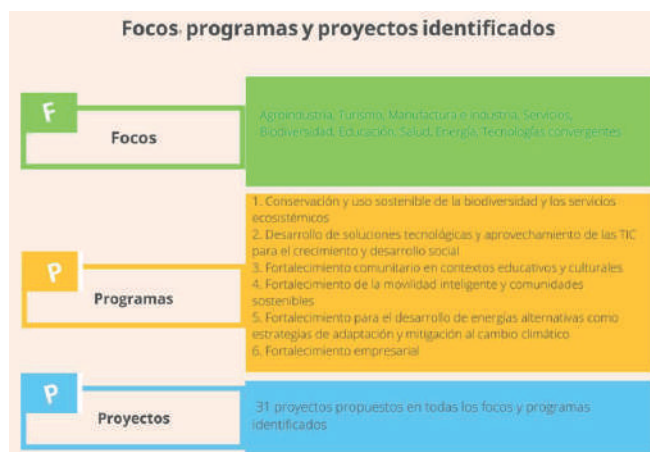 Focos, programas y proyectos identificados
F
Focos
Agroindustria, Turismo, Manufactura e industria, Servicios,
Biodiversidad, Educación, Salud, Energía, Tecnologías convergentes
P
Programas
1. Conservación y uso sostenible de la biodiversidad y los servicios
ecosistémicos
2. Desarrollo de soluciones tecnológicas y aprovechamiento de las TIC
para el crecimiento y desarrollo social
3. Fortalecimiento comunitario en contextos educativos y culturales
4. Fortalecimiento de la movilidad inteligente y comunidades
sostenibles
5. Fortalecimiento para el desarrollo de energías alternativas como
estrategias de adaptación y mitigación al cambio climático
6. Fortalecimiento empresarial
P
Proyectos
31 proyectos propuestos en todas los focos y programas
identificados